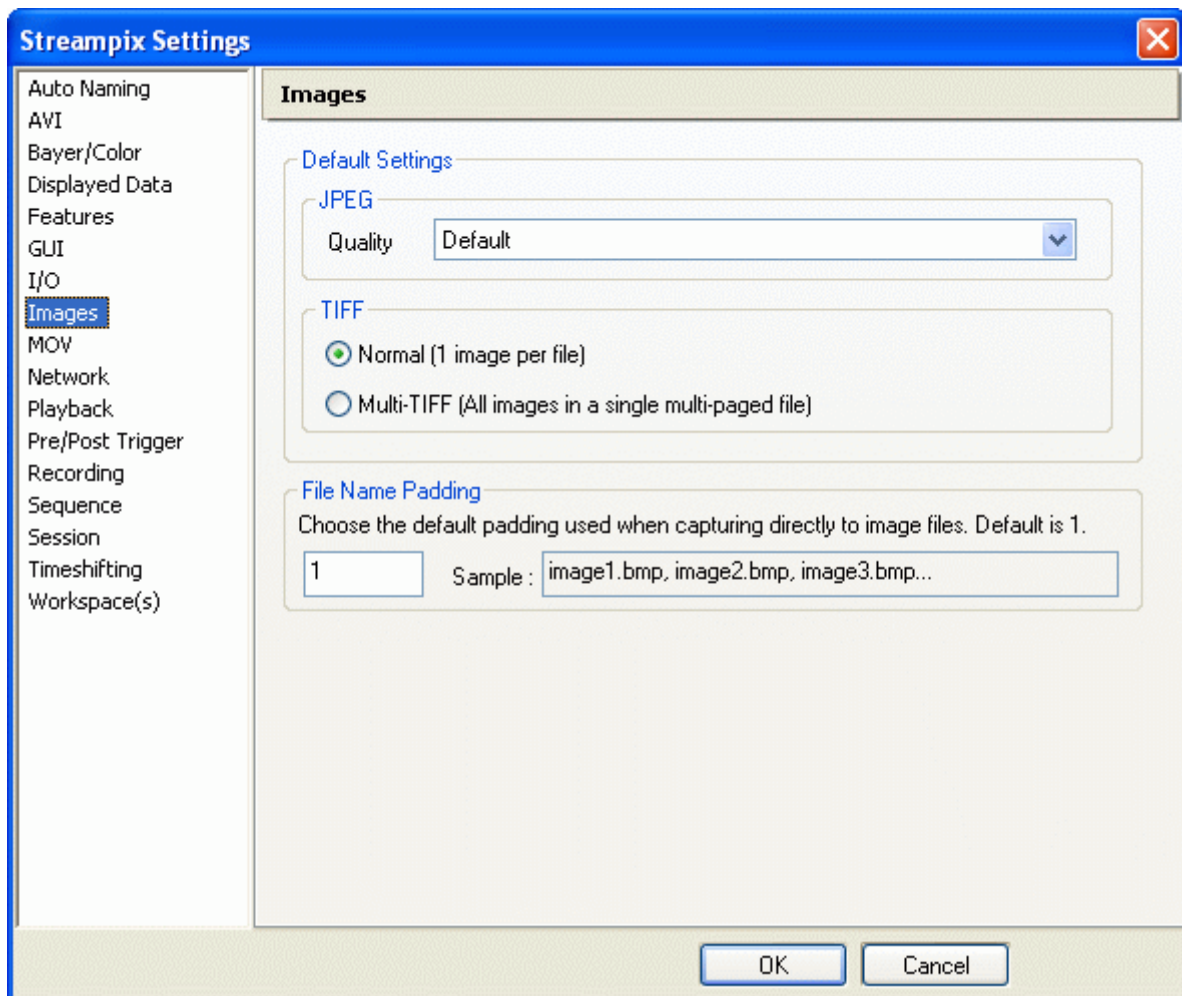 Streampix Settings
Auto Naming
AVI
Bayer/Color
Displayed Data
Features
GUI
I/O
Images
MOV
Network
Playback
Pre/Post Trigger
Recording
Sequence
Session
Timeshifting
Workspace(s)
Images
Default Settings
JPEG
Quality Default
TIFF
Normal (1 image per file)
Multi-TIFF (All images in a single multi-paged file)
File Name Padding
Choose the default padding used when capturing directly to image files. Default is 1.
1 Sample : image1.bmp, image2.bmp, image3.bmp...
OK Cancel